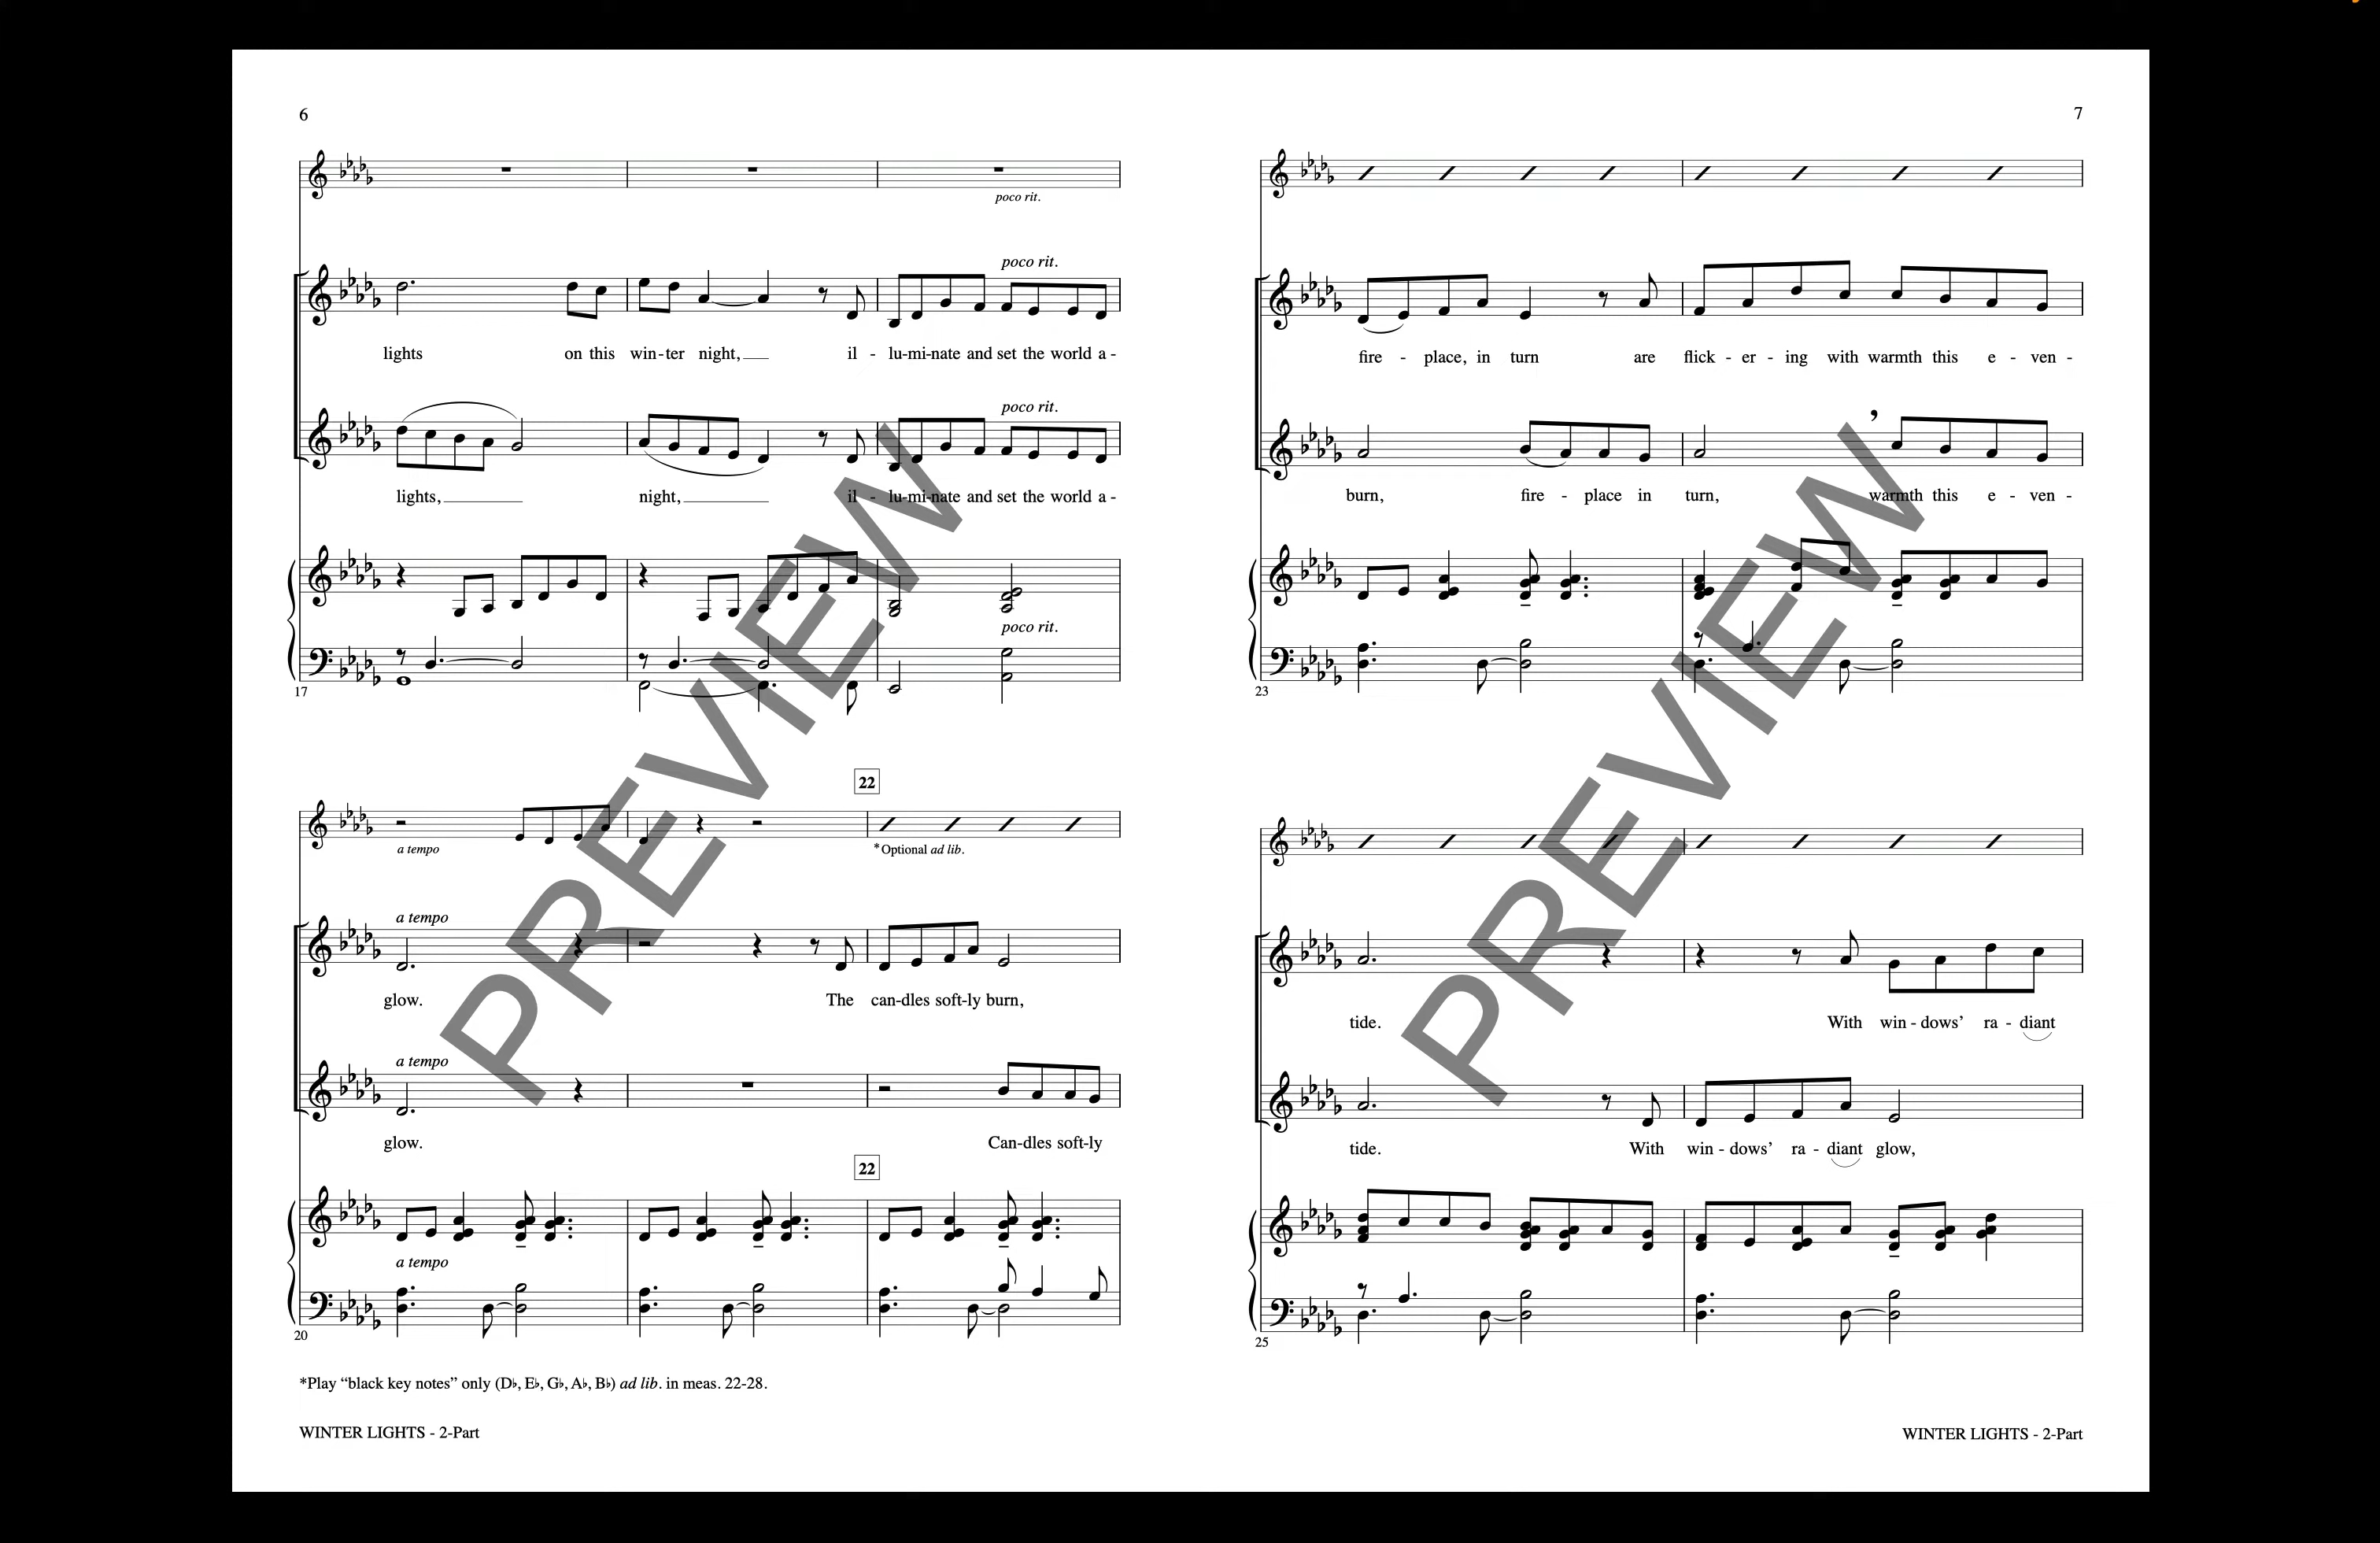 6
poco rit.
poco rit.
lights on this win-ter night, il - lu-mi-nate and set the world a -
poco rit.
lights, night, il - lu-mi-nate and set the world a -
poco rit.
17
22
a tempo
*Optional ad lib.
a tempo
glow. The can-dles soft-ly burn,
a tempo
glow. Can-dles soft-ly
22
a tempo
20
*Play “black key notes” only (D♭, E♭, G♭, A♭, B♭) ad lib. in meas. 22-28.
WINTER LIGHTS - 2-Part
PREVIEW
7
fire - place, in turn are flick - er - ing with warmth this e - ven -
burn, fire - place in turn, warmth this e - ven -
23
tide. With win - dows’ ra - diant
tide. With win - dows’ ra - diant glow,
25
WINTER LIGHTS - 2-Part
PREVIEW